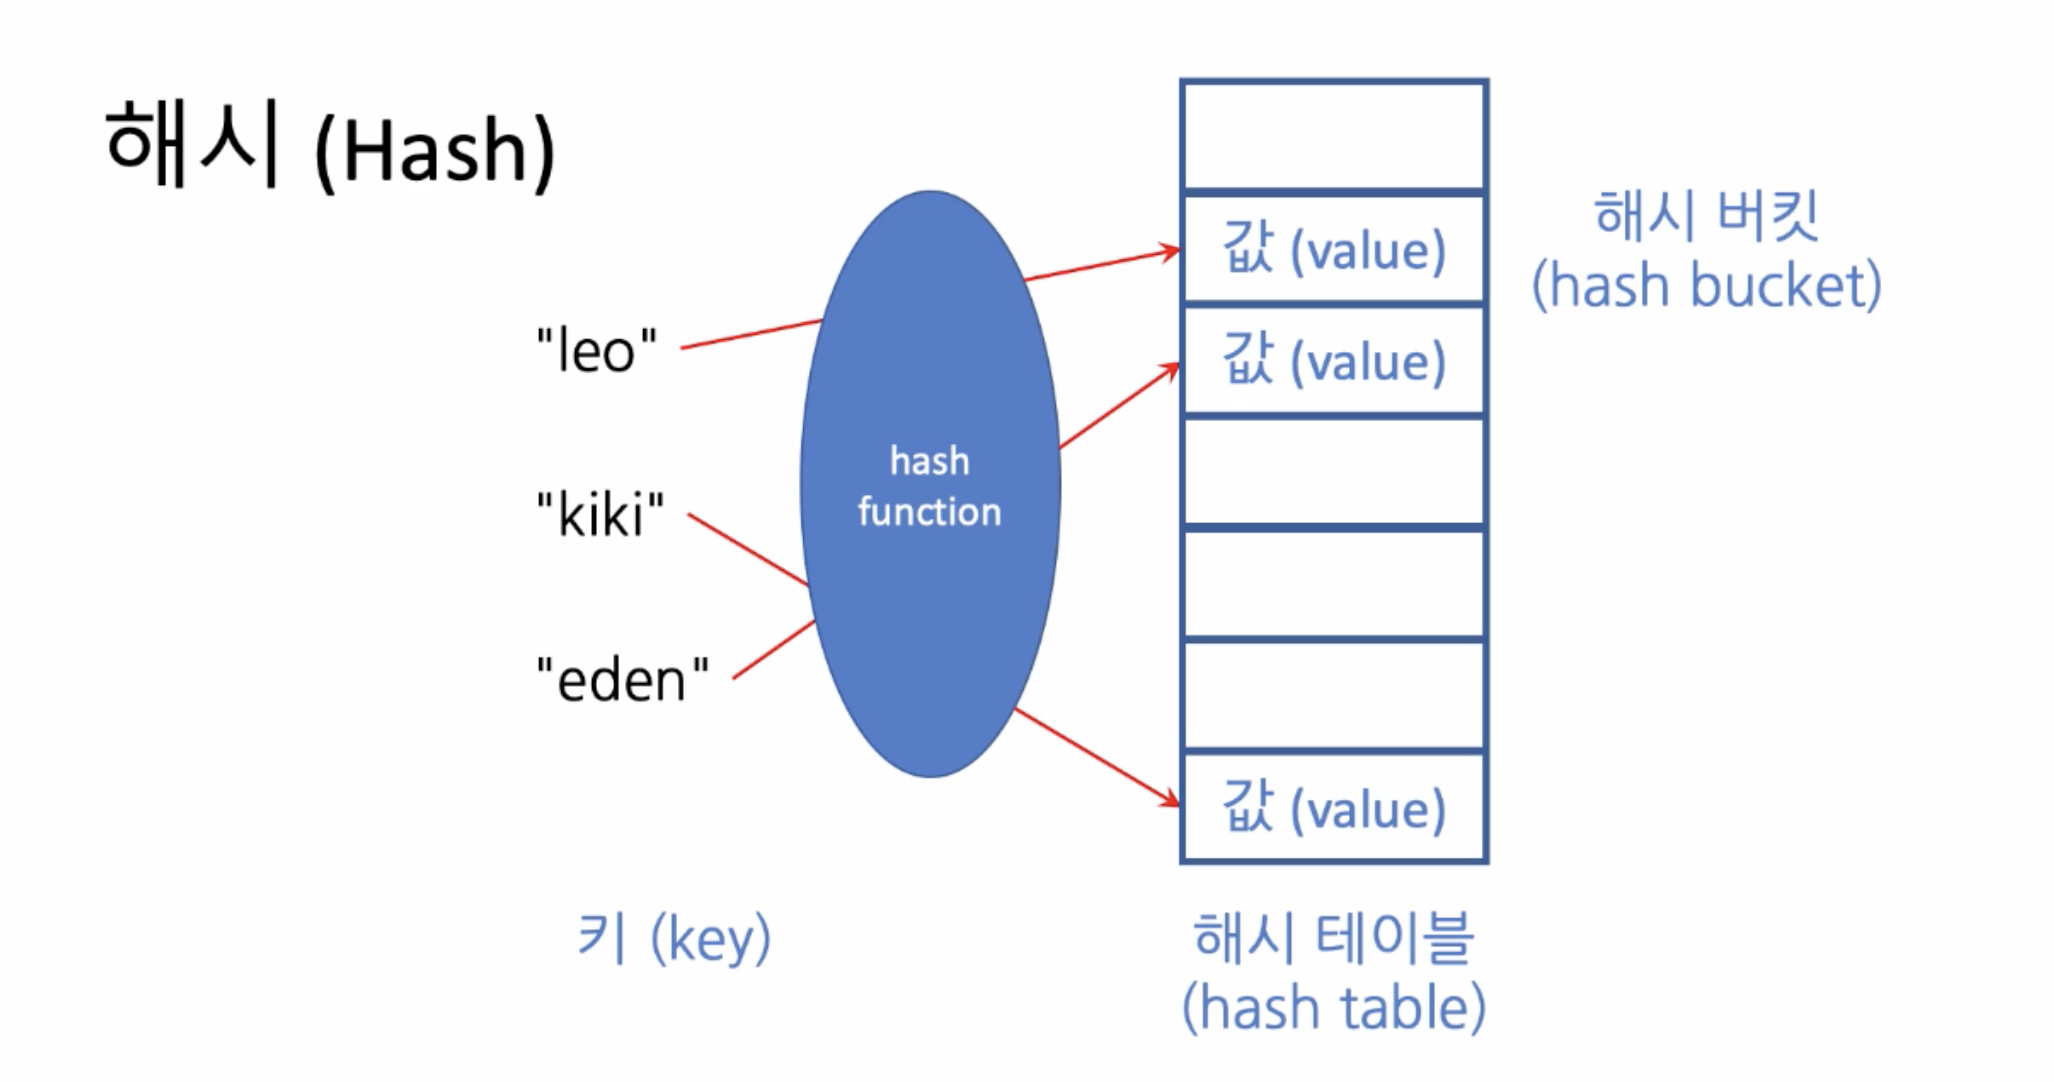 해시 (Hash)
"leo"
"kiki"
"eden"
키 (key)
hash
function
값 (value)
값 (value)
값 (value)
해시 테이블
(hash table)
해시 버킷
(hash bucket)